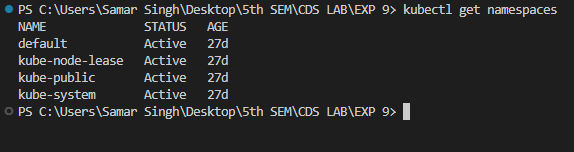 PS C:\Users\Samar Singh\Desktop\5th SEM\CDS LAB\EXP 9> kubectl get namespaces
NAME              STATUS   AGE
default           Active   27d
kube-node-lease   Active   27d
kube-public       Active   27d
kube-system       Active   27d
PS C:\Users\Samar Singh\Desktop\5th SEM\CDS LAB\EXP 9>